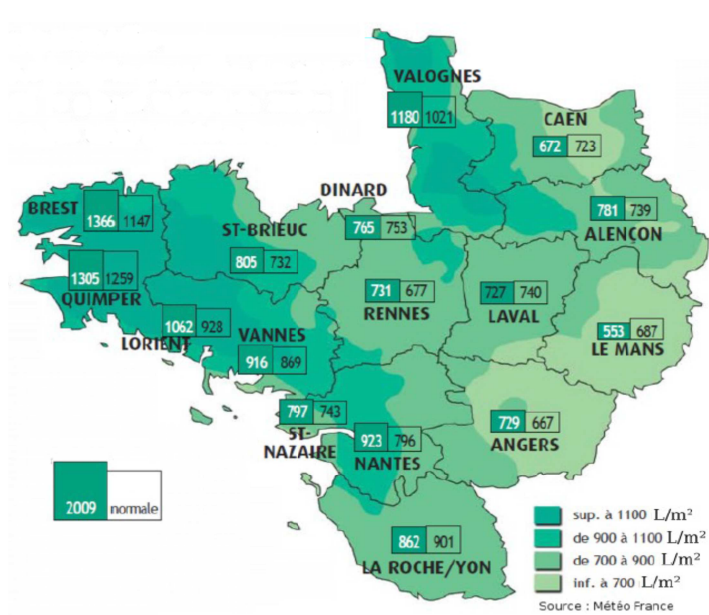 VALOGNES
1180 1021
CAEN
672 723
DINARD
765 753
BREST
1366 1147
ST-BRIEUC
805 732
781 739
ALENÇON
1305 1259
QUIMPER
731 677
RENNES
727 740
LAVAL
1062 928
LORIENT
VANNES
916 869
553 687
LE MANS
797 743
ST-
NAZAIRE
923 796
NANTES
729 667
ANGERS
2009 normale
862 901
LA ROCHE/YON
sup. à 1100 L/m²
de 900 à 1100 L/m²
de 700 à 900 L/m²
inf. à 700 L/m²
Source : Météo France